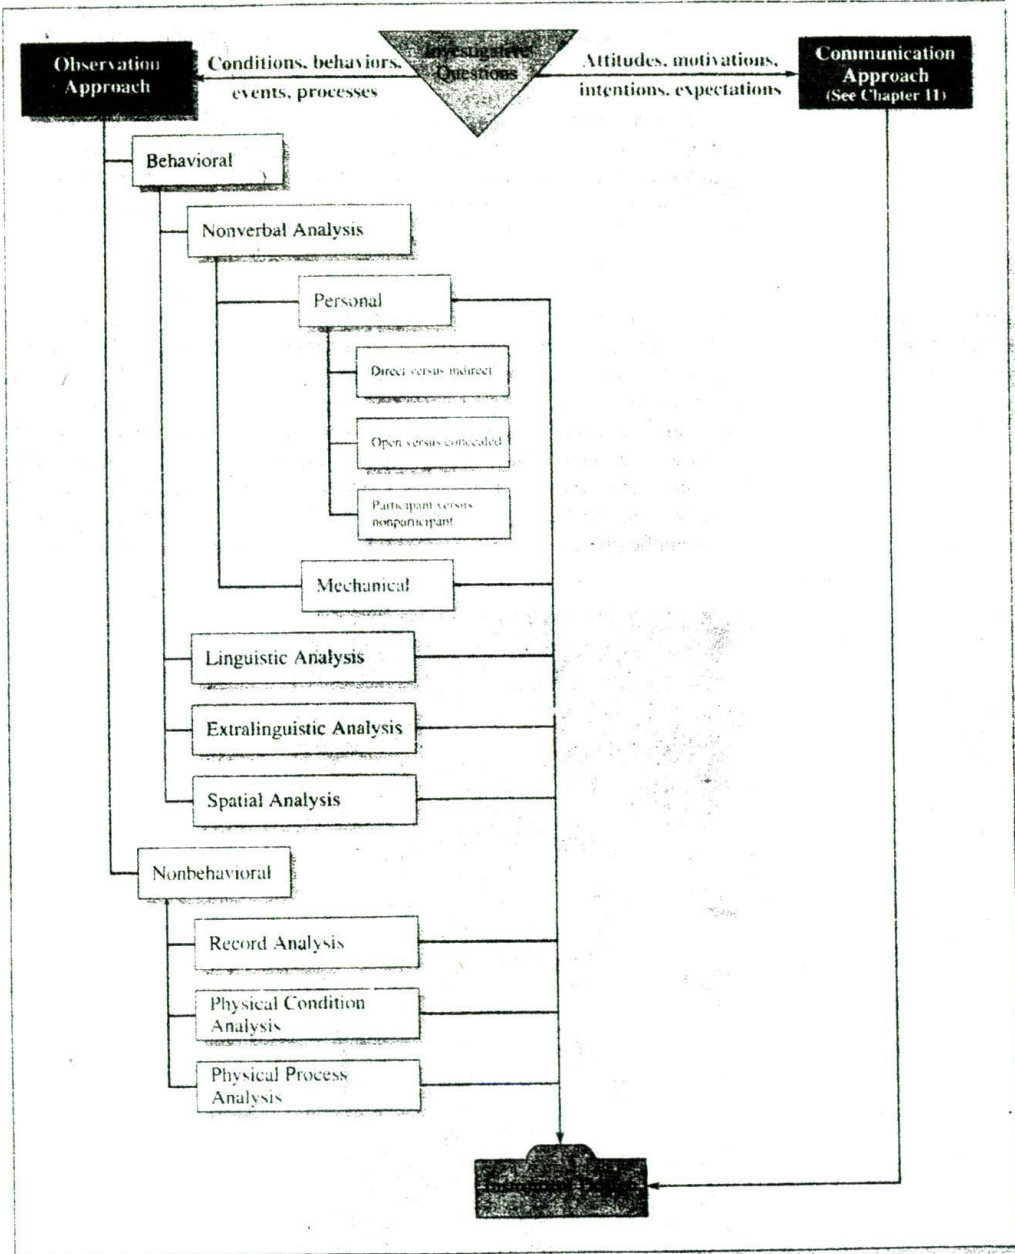 Observation
Approach
Conditions, behaviors,
events, processes
Investigative
Questions
Attitudes, motivations,
intentions, expectations
Communication
Approach
(See Chapter 11)
Behavioral
Nonverbal Analysis
Personal
Direct versus indirect
Open versus concealed
Participant versus
nonparticipant
Mechanical
Linguistic Analysis
Extralinguistic Analysis
Spatial Analysis
Nonbehavioral
Record Analysis
Physical Condition
Analysis
Physical Process
Analysis